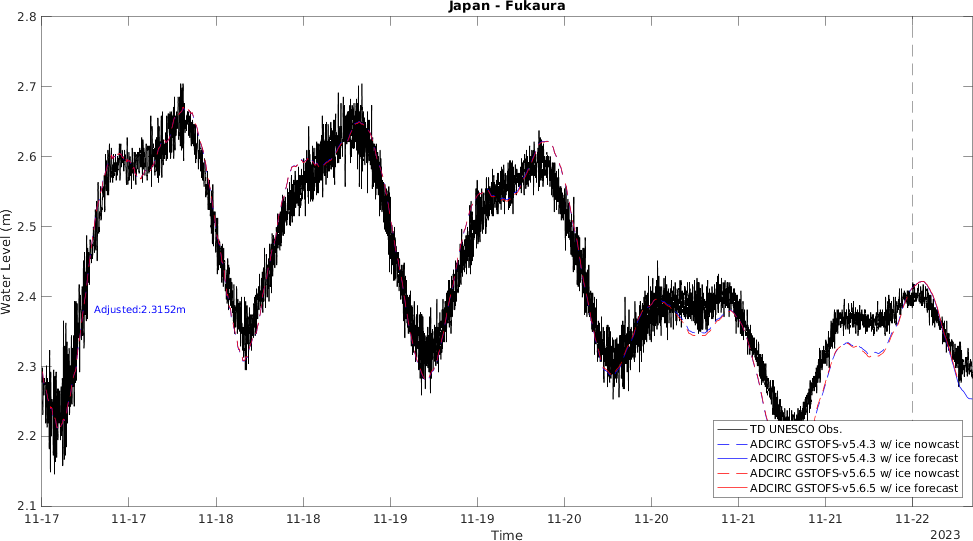 Japan - Fukaura
2.8
2.7
2.6
2.5
2.4
2.3
2.2
2.1
Water Level (m)
Adjusted:2.3152m
TD UNESCO Obs.
ADCIRC GSTOFS-v5.4.3 w/ ice nowcast
ADCIRC GSTOFS-v5.4.3 w/ ice forecast
ADCIRC GSTOFS-v5.6.5 w/ ice nowcast
ADCIRC GSTOFS-v5.6.5 w/ ice forecast
11-17 11-17 11-18 11-18 11-19 11-19 11-20 11-20 11-21 11-21 11-22
Time
2023